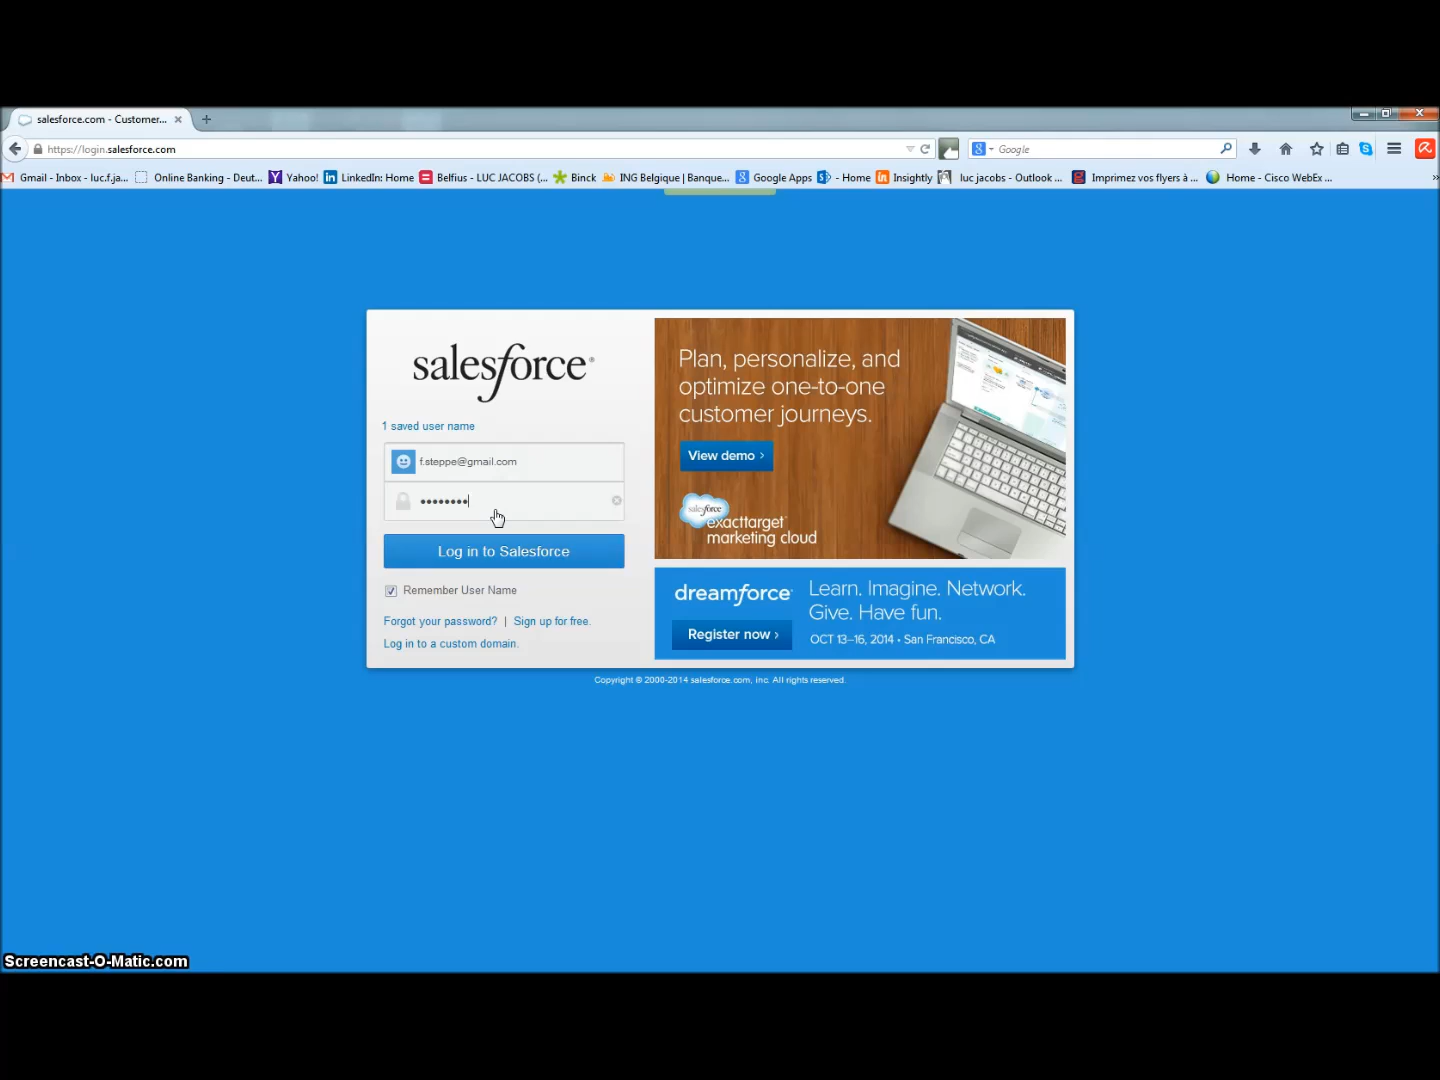 salesforce.com - Customer...
https://login.salesforce.com
Google
Gmail - Inbox - luc.f.ja...
Online Banking - Deut...
Yahoo!
LinkedIn: Home
Belfius - LUC JACOBS (...
Binck
ING Belgique | Banque...
Google Apps
- Home
Insightly
luc jacobs - Outlook ...
Imprimez vos flyers à ...
Home - Cisco WebEx ...
salesforce
1 saved user name
f.steppe@gmail.com
Log in to Salesforce
Remember User Name
Forgot your password? | Sign up for free.
Log in to a custom domain.
Plan, personalize, and
optimize one-to-one
customer journeys.
View demo ›
salesforce
exacttarget
marketing cloud
dreamforce
Register now ›
Learn. Imagine. Network.
Give. Have fun.
OCT 13–16, 2014 • San Francisco, CA
Copyright © 2000-2014 salesforce.com, inc. All rights reserved.
Screencast-O-Matic.com